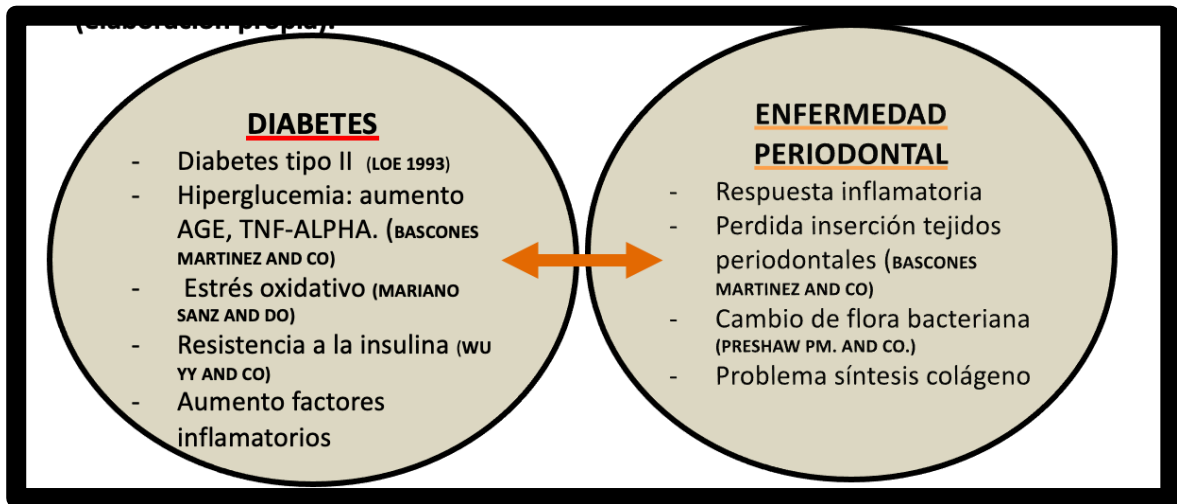 (elaboración propia).
DIABETES
- Diabetes tipo II (LOE 1993)
- Hiperglucemia: aumento
AGE, TNF-ALPHA. (BASCONES
MARTINEZ AND CO)
- Estrés oxidativo (MARIANO
SANZ AND DO)
- Resistencia a la insulina (WU
YY AND CO)
- Aumento factores
inflamatorios
ENFERMEDAD
PERIODONTAL
- Respuesta inflamatoria
- Perdida inserción tejidos
periodontales (BASCONES
MARTINEZ AND CO)
- Cambio de flora bacteriana
(PRESHAW PM. AND CO.)
- Problema síntesis colágeno